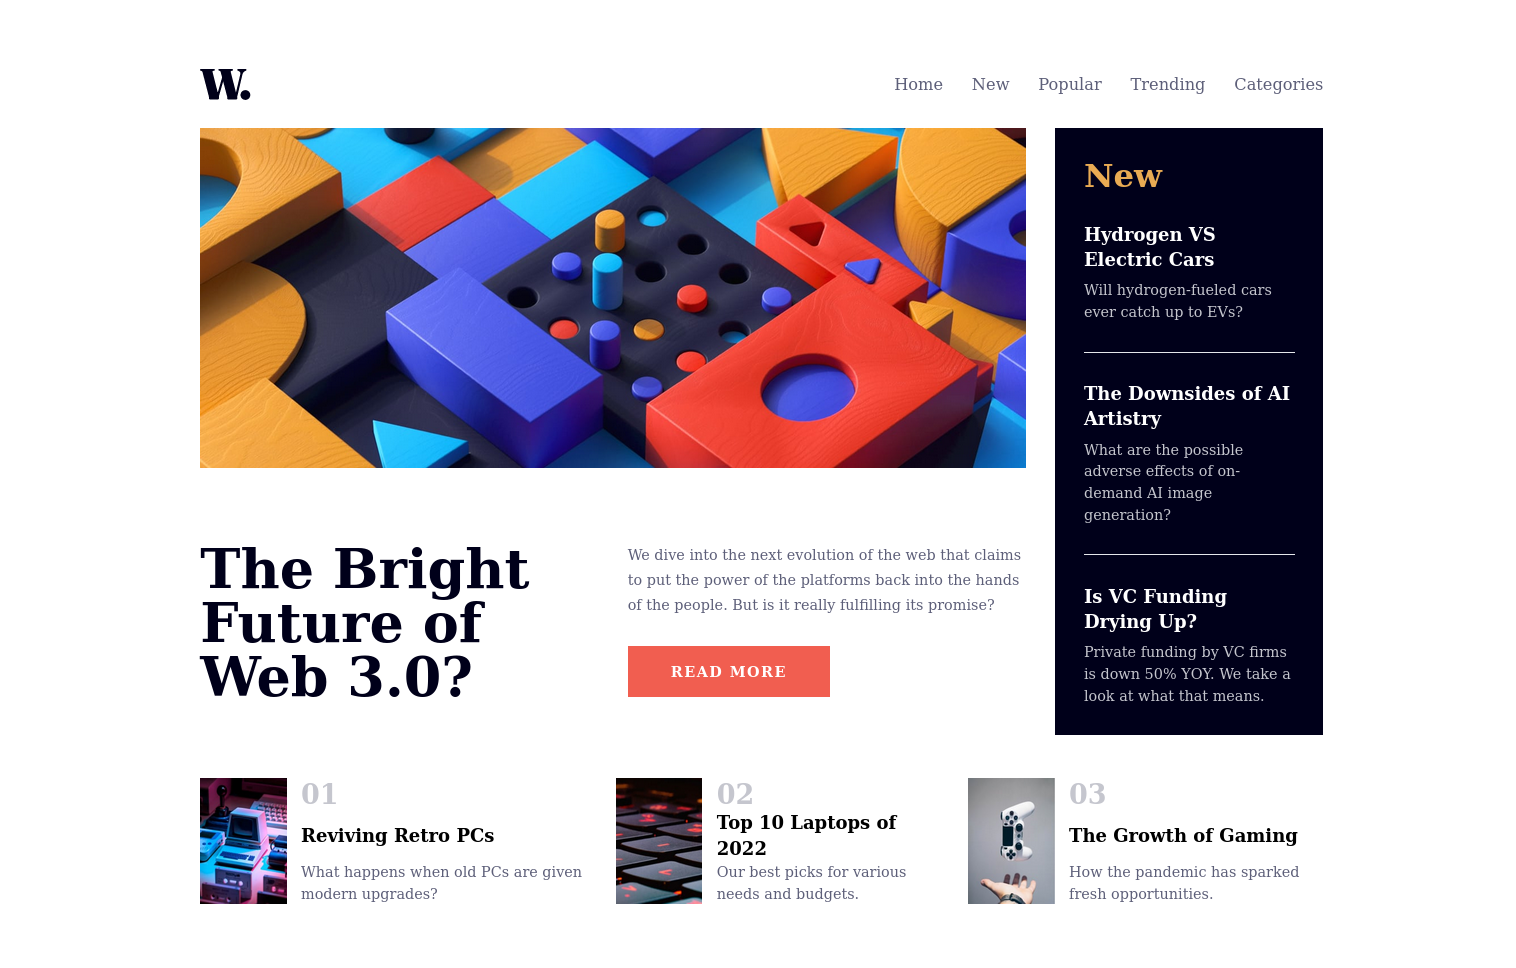 W.
Home New Popular Trending Categories
The Bright
Future of
Web 3.0?
We dive into the next evolution of the web that claims
to put the power of the platforms back into the hands
of the people. But is it really fulfilling its promise?
READ MORE
New
Hydrogen VS
Electric Cars
Will hydrogen-fueled cars
ever catch up to EVs?
The Downsides of AI
Artistry
What are the possible
adverse effects of on-
demand AI image
generation?
Is VC Funding
Drying Up?
Private funding by VC firms
is down 50% YOY. We take a
look at what that means.
01
Reviving Retro PCs
What happens when old PCs are given
modern upgrades?
02
Top 10 Laptops of
2022
Our best picks for various
needs and budgets.
03
The Growth of Gaming
How the pandemic has sparked
fresh opportunities.